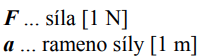 F ... síla [1 N]
a ... rameno síly [1 m]